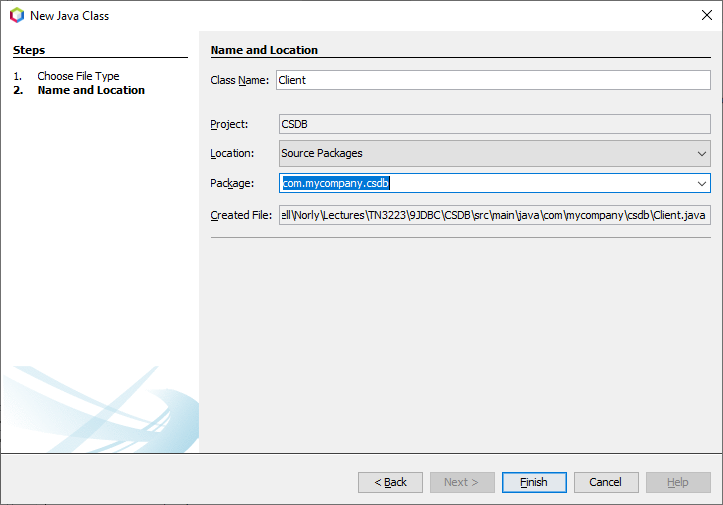 New Java Class
Steps
1. Choose File Type
2. Name and Location
Name and Location
Class Name: Client
Project: CSDB
Location: Source Packages
Package: com.mycompany.csdb
Created File: ell\Norly\Lectures\TN3223\9JDBC\CSDB\src\main\java\com\mycompany\csdb\Client.java
< Back Next > Finish Cancel Help